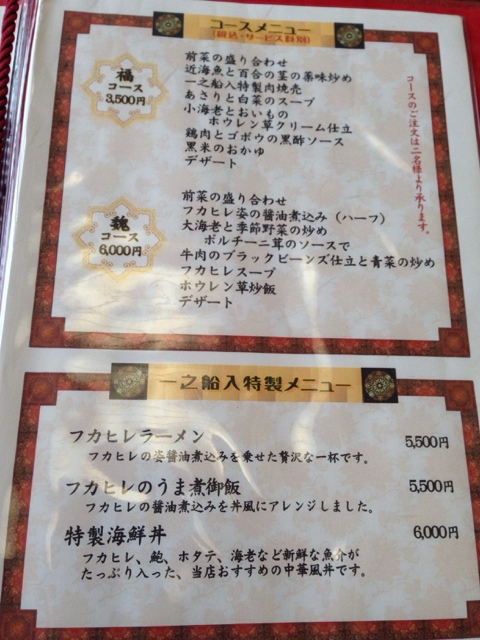 コースメニュー
(税込・サービス料別)
福
コース
3,500円
前菜の盛り合わせ
近海魚と百合の茎の薬味炒め
一之船入特製肉焼売
あさりと白菜のスープ
小海老とおいもの
ホウレン草クリーム仕立
鶏肉とゴボウの黒酢ソース
黒米のおかゆ
デザート
コースのご注文は二名様より承ります。
魏
コース
6,000円
前菜の盛り合わせ
フカヒレ姿の醤油煮込み(ハーフ)
大海老と季節野菜の炒め
ポルチーニ茸のソースで
牛肉のブラックビーンズ仕立と青菜の炒め
フカヒレスープ
ホウレン草炒飯
デザート
一之船入特製メニュー
フカヒレラーメン 5,500円
フカヒレの姿醤油煮込みを乗せた贅沢な一杯です。
フカヒレのうま煮御飯 5,500円
フカヒレの醤油煮込みを丼風にアレンジしました。
特製海鮮丼 6,000円
フカヒレ、鮑、ホタテ、海老など新鮮な魚介が
たっぷり入った、当店おすすめの中華風丼です。